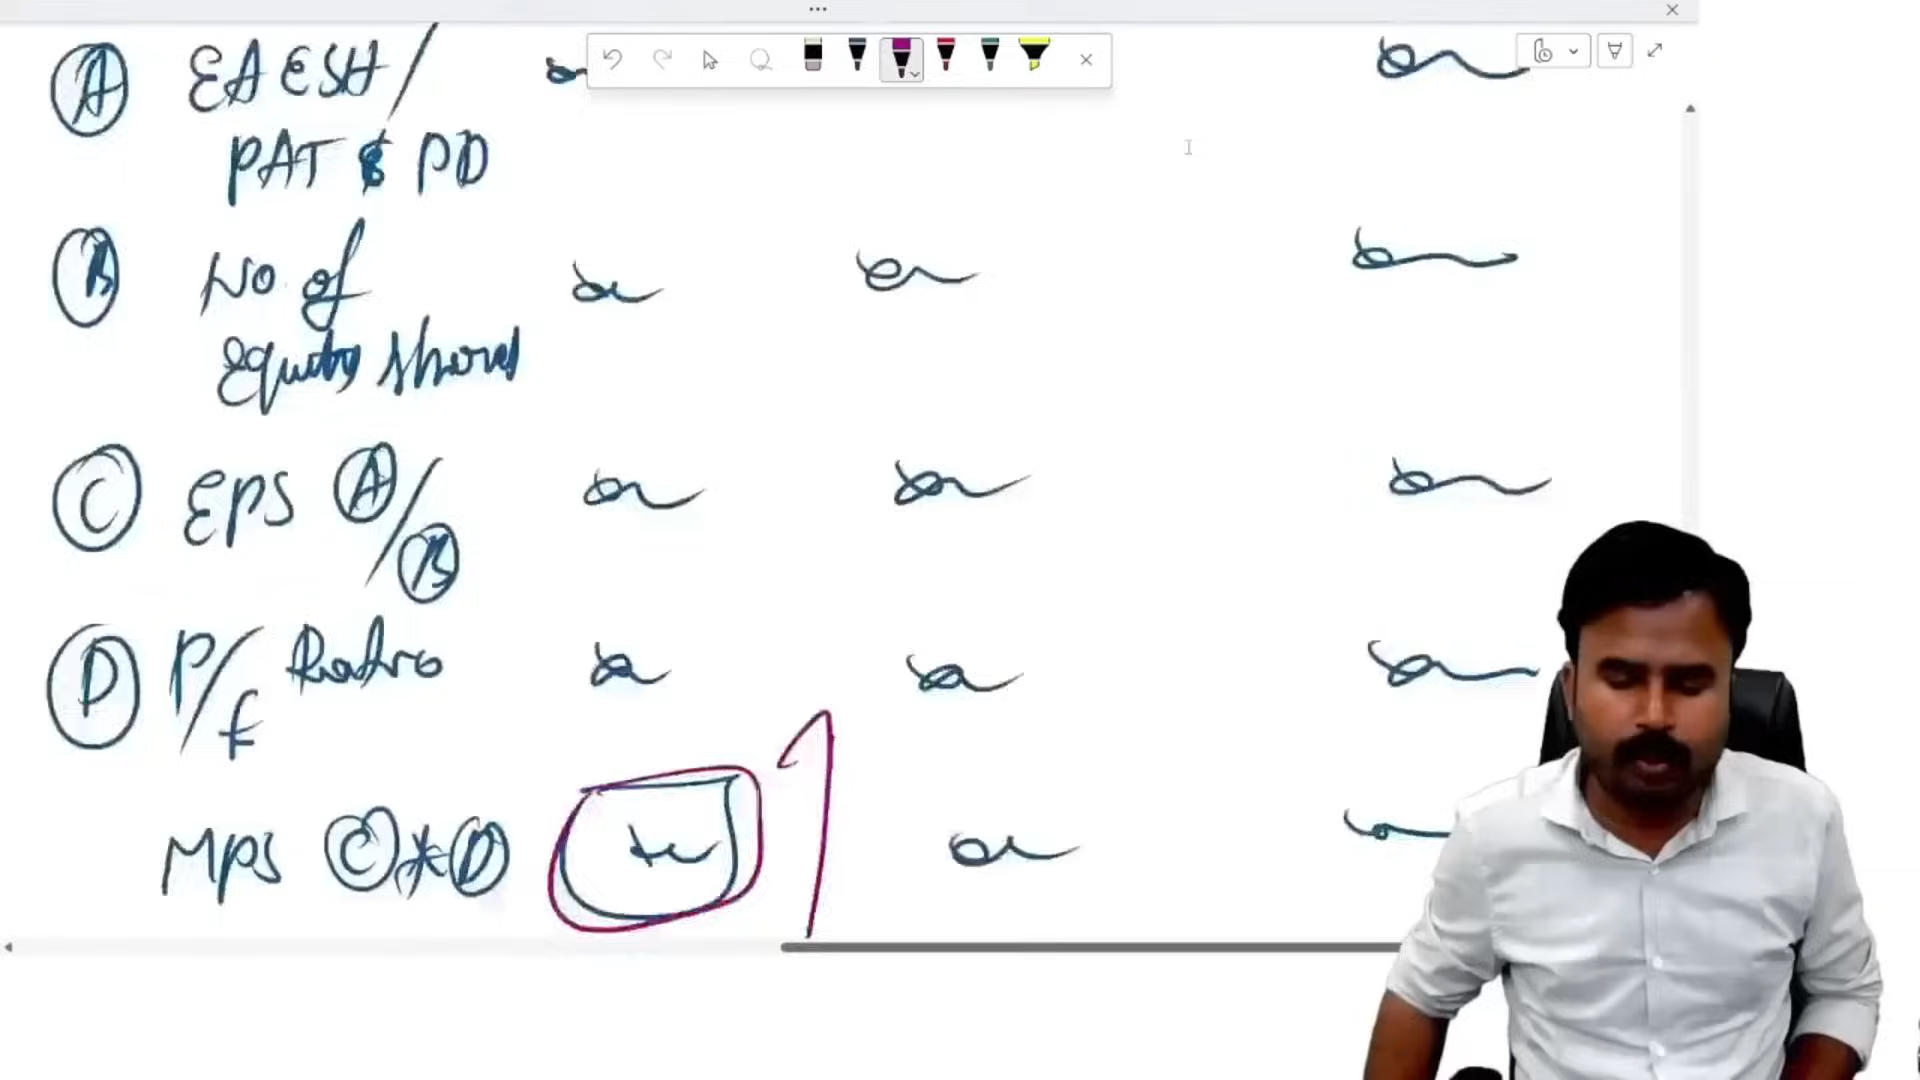 A EAESH/
PAT & PD
B No of
Equity shares
C EPS A/B
D P/E Ratio
MPS C*D